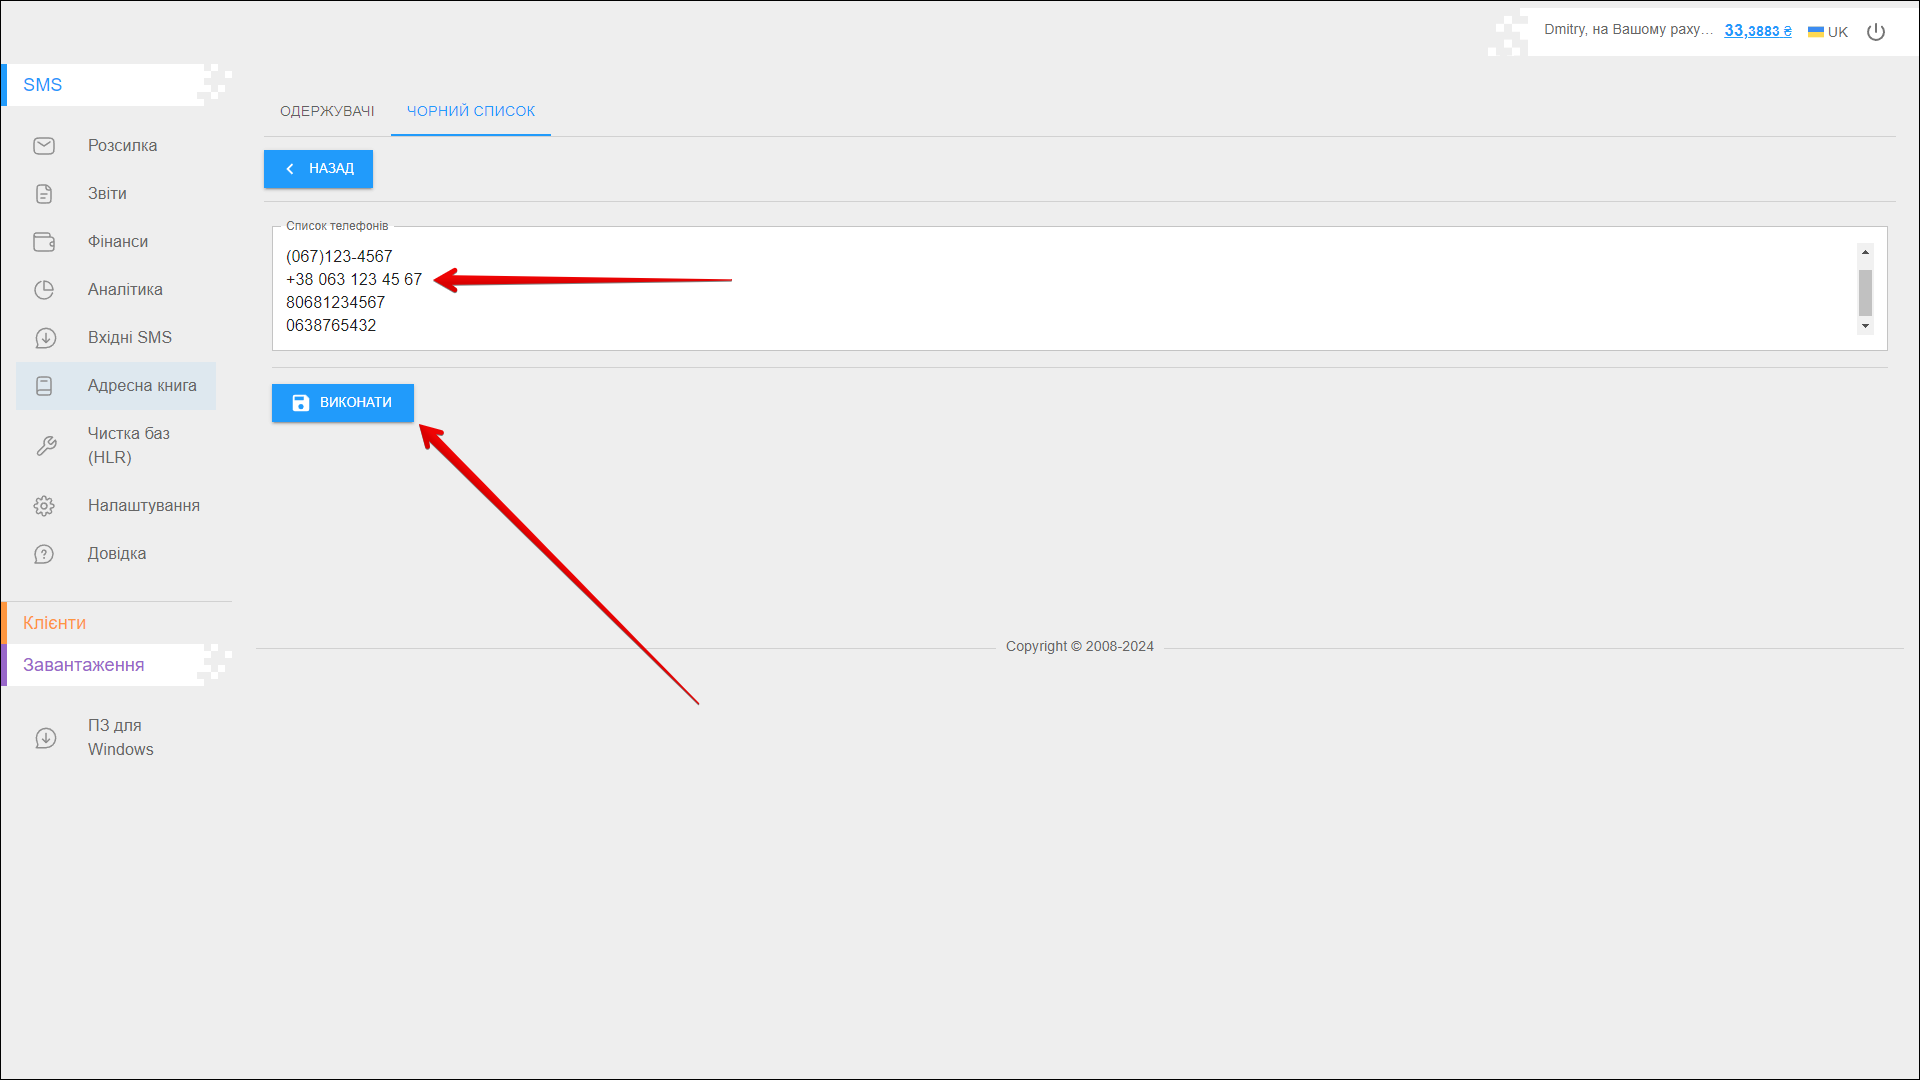 Dmitry, на Вашому раху...
33,3883 ₴
UK
SMS
Розсилка
Звіти
Фінанси
Аналітика
Вхідні SMS
Адресна книга
Чистка баз
(HLR)
Налаштування
Довідка
Клієнти
Завантаження
ПЗ для
Windows
ОДЕРЖУВАЧІ
ЧОРНИЙ СПИСОК
НАЗАД
Список телефонів
(067)123-4567
+38 063 123 45 67
80681234567
0638765432
ВИКОНАТИ
Copyright © 2008-2024